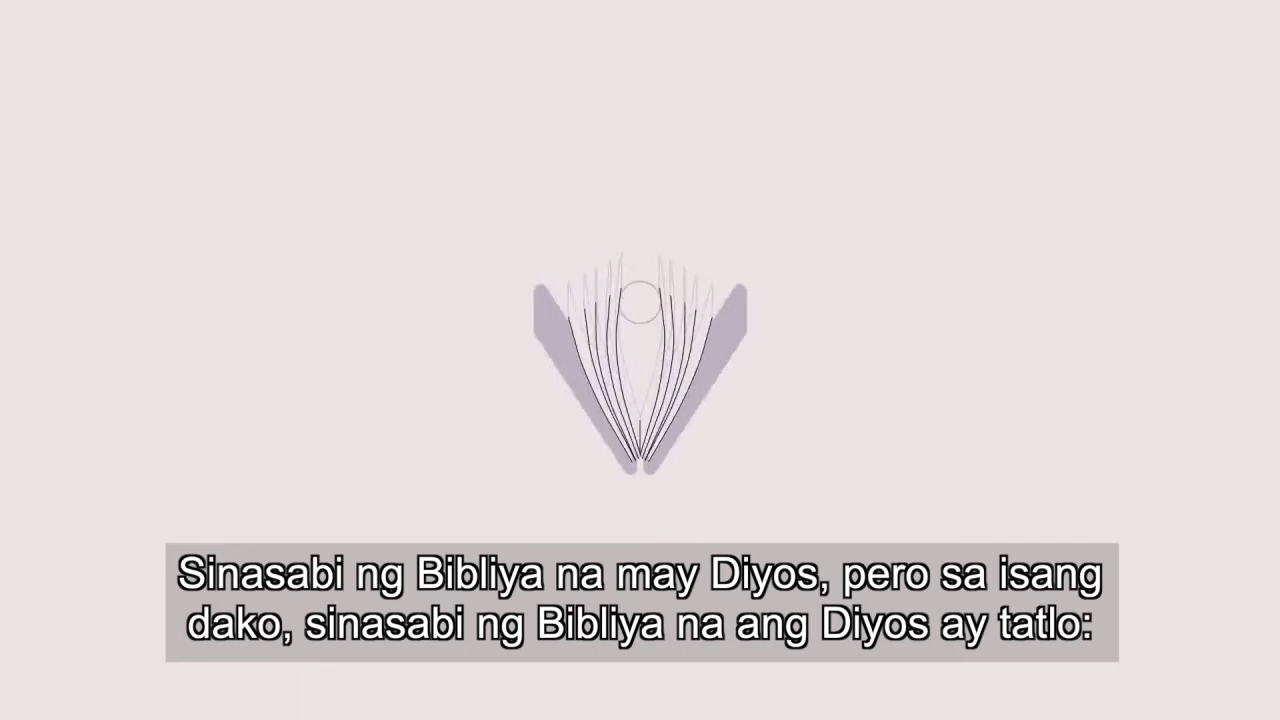 Sinasabi ng Bibliya na may Diyos, pero sa isang
dako, sinasabi ng Bibliya na ang Diyos ay tatlo: